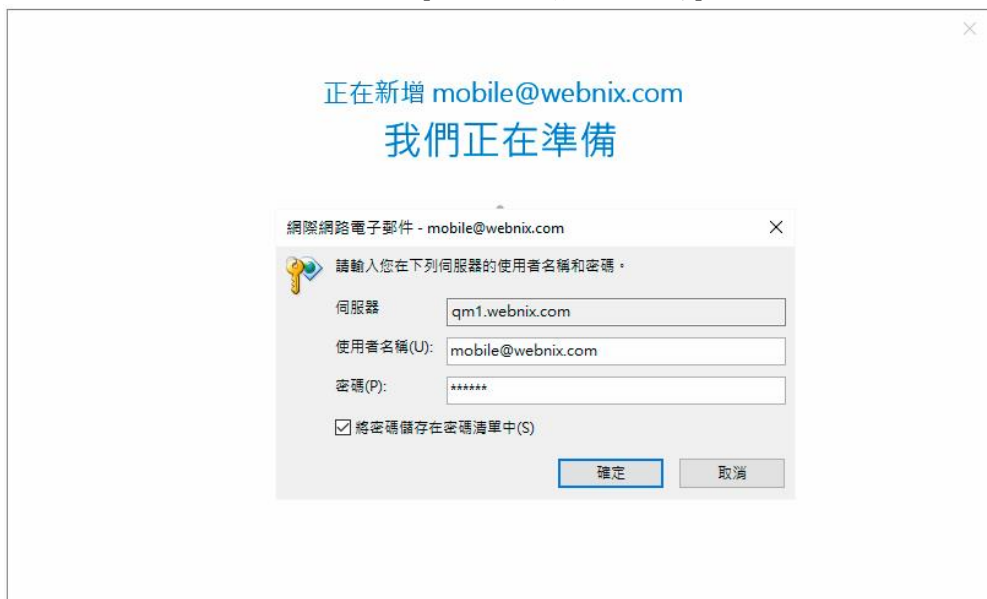 正在新增 mobile@webnix.com
我們正在準備
網際網路電子郵件 - mobile@webnix.com
請輸入您在下列伺服器的使用者名稱和密碼。
伺服器 qm1.webnix.com
使用者名稱(U): mobile@webnix.com
密碼(P): ******
將密碼儲存在密碼清單中(S)
確定 取消